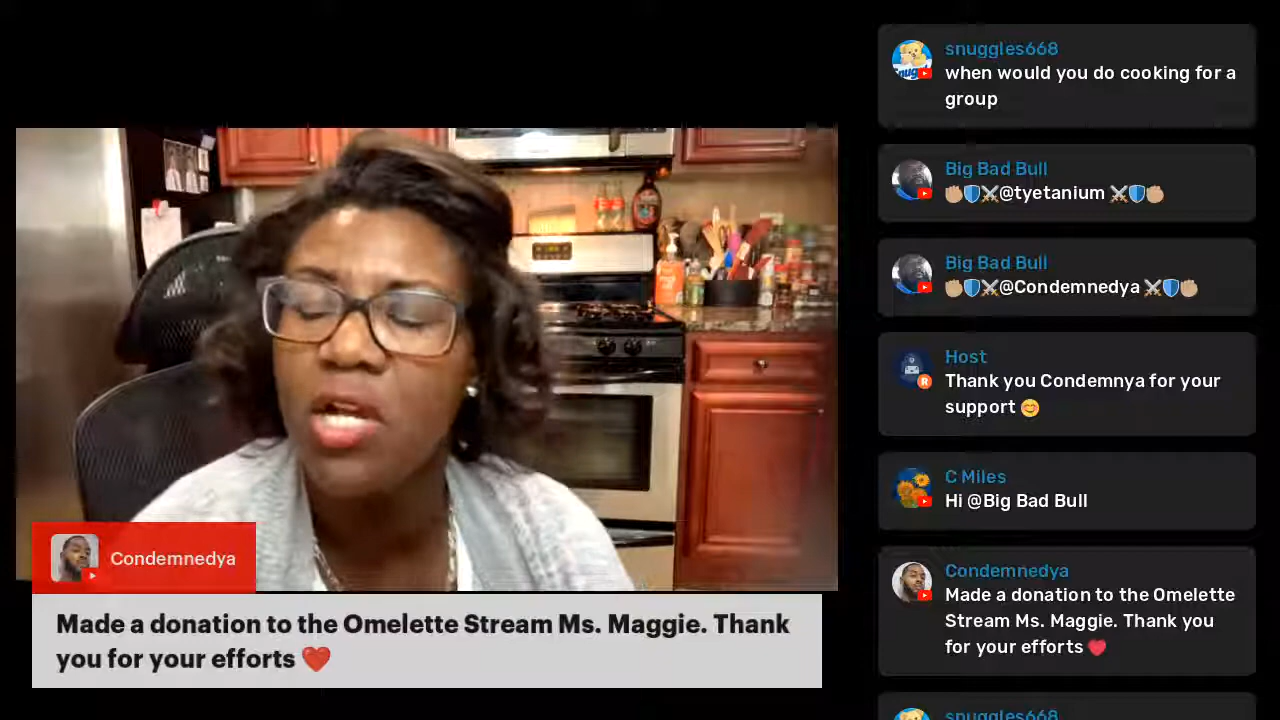 Condemnedya
Made a donation to the Omelette Stream Ms. Maggie. Thank
you for your efforts ❤️
snuggles668
when would you do cooking for a
group
Big Bad Bull
✊🏼🛡️⚔️@tyetanium ⚔️🛡️✊🏼
Big Bad Bull
✊🏼🛡️⚔️@Condemnedya ⚔️🛡️✊🏼
Host
Thank you Condemnya for your
support 😊
C Miles
Hi @Big Bad Bull
Condemnedya
Made a donation to the Omelette
Stream Ms. Maggie. Thank you
for your efforts ❤️
snuggles668